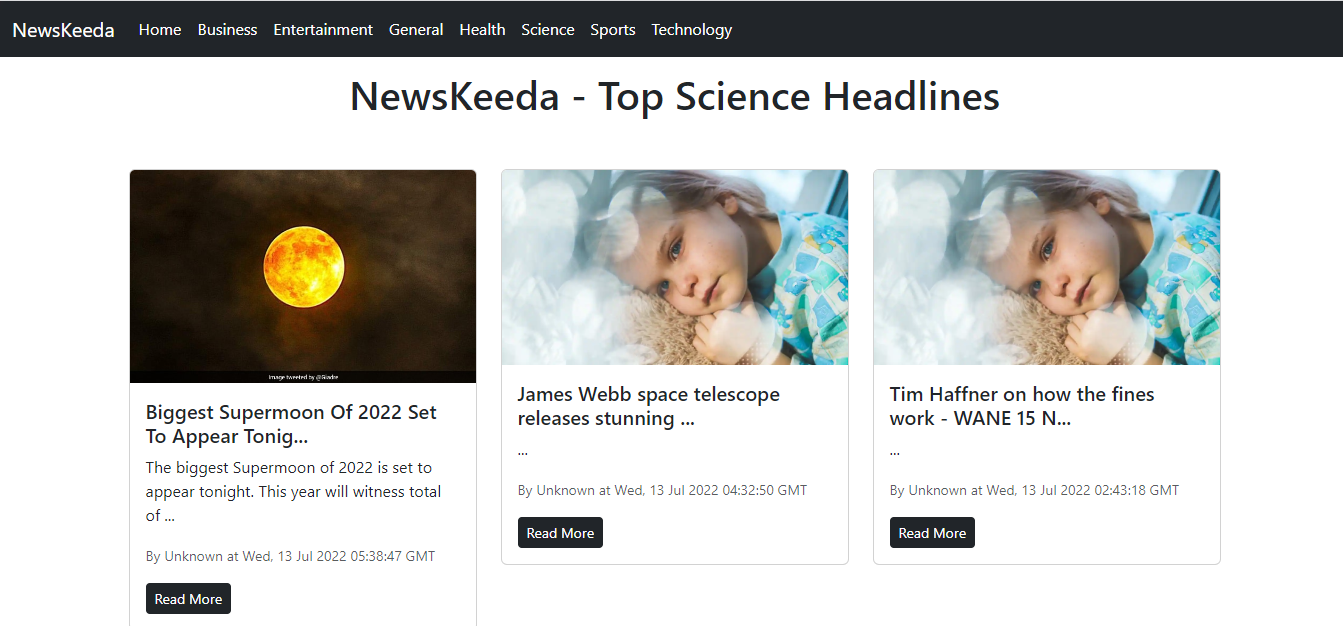 NewsKeeda Home Business Entertainment General Health Science Sports Technology
NewsKeeda - Top Science Headlines
Image tweeted by @Giadre
Biggest Supermoon Of 2022 Set
To Appear Tonig...
The biggest Supermoon of 2022 is set to
appear tonight. This year will witness total
of ...
By Unknown at Wed, 13 Jul 2022 05:38:47 GMT
Read More
James Webb space telescope
releases stunning ...
...
By Unknown at Wed, 13 Jul 2022 04:32:50 GMT
Read More
Tim Haffner on how the fines
work - WANE 15 N...
...
By Unknown at Wed, 13 Jul 2022 02:43:18 GMT
Read More